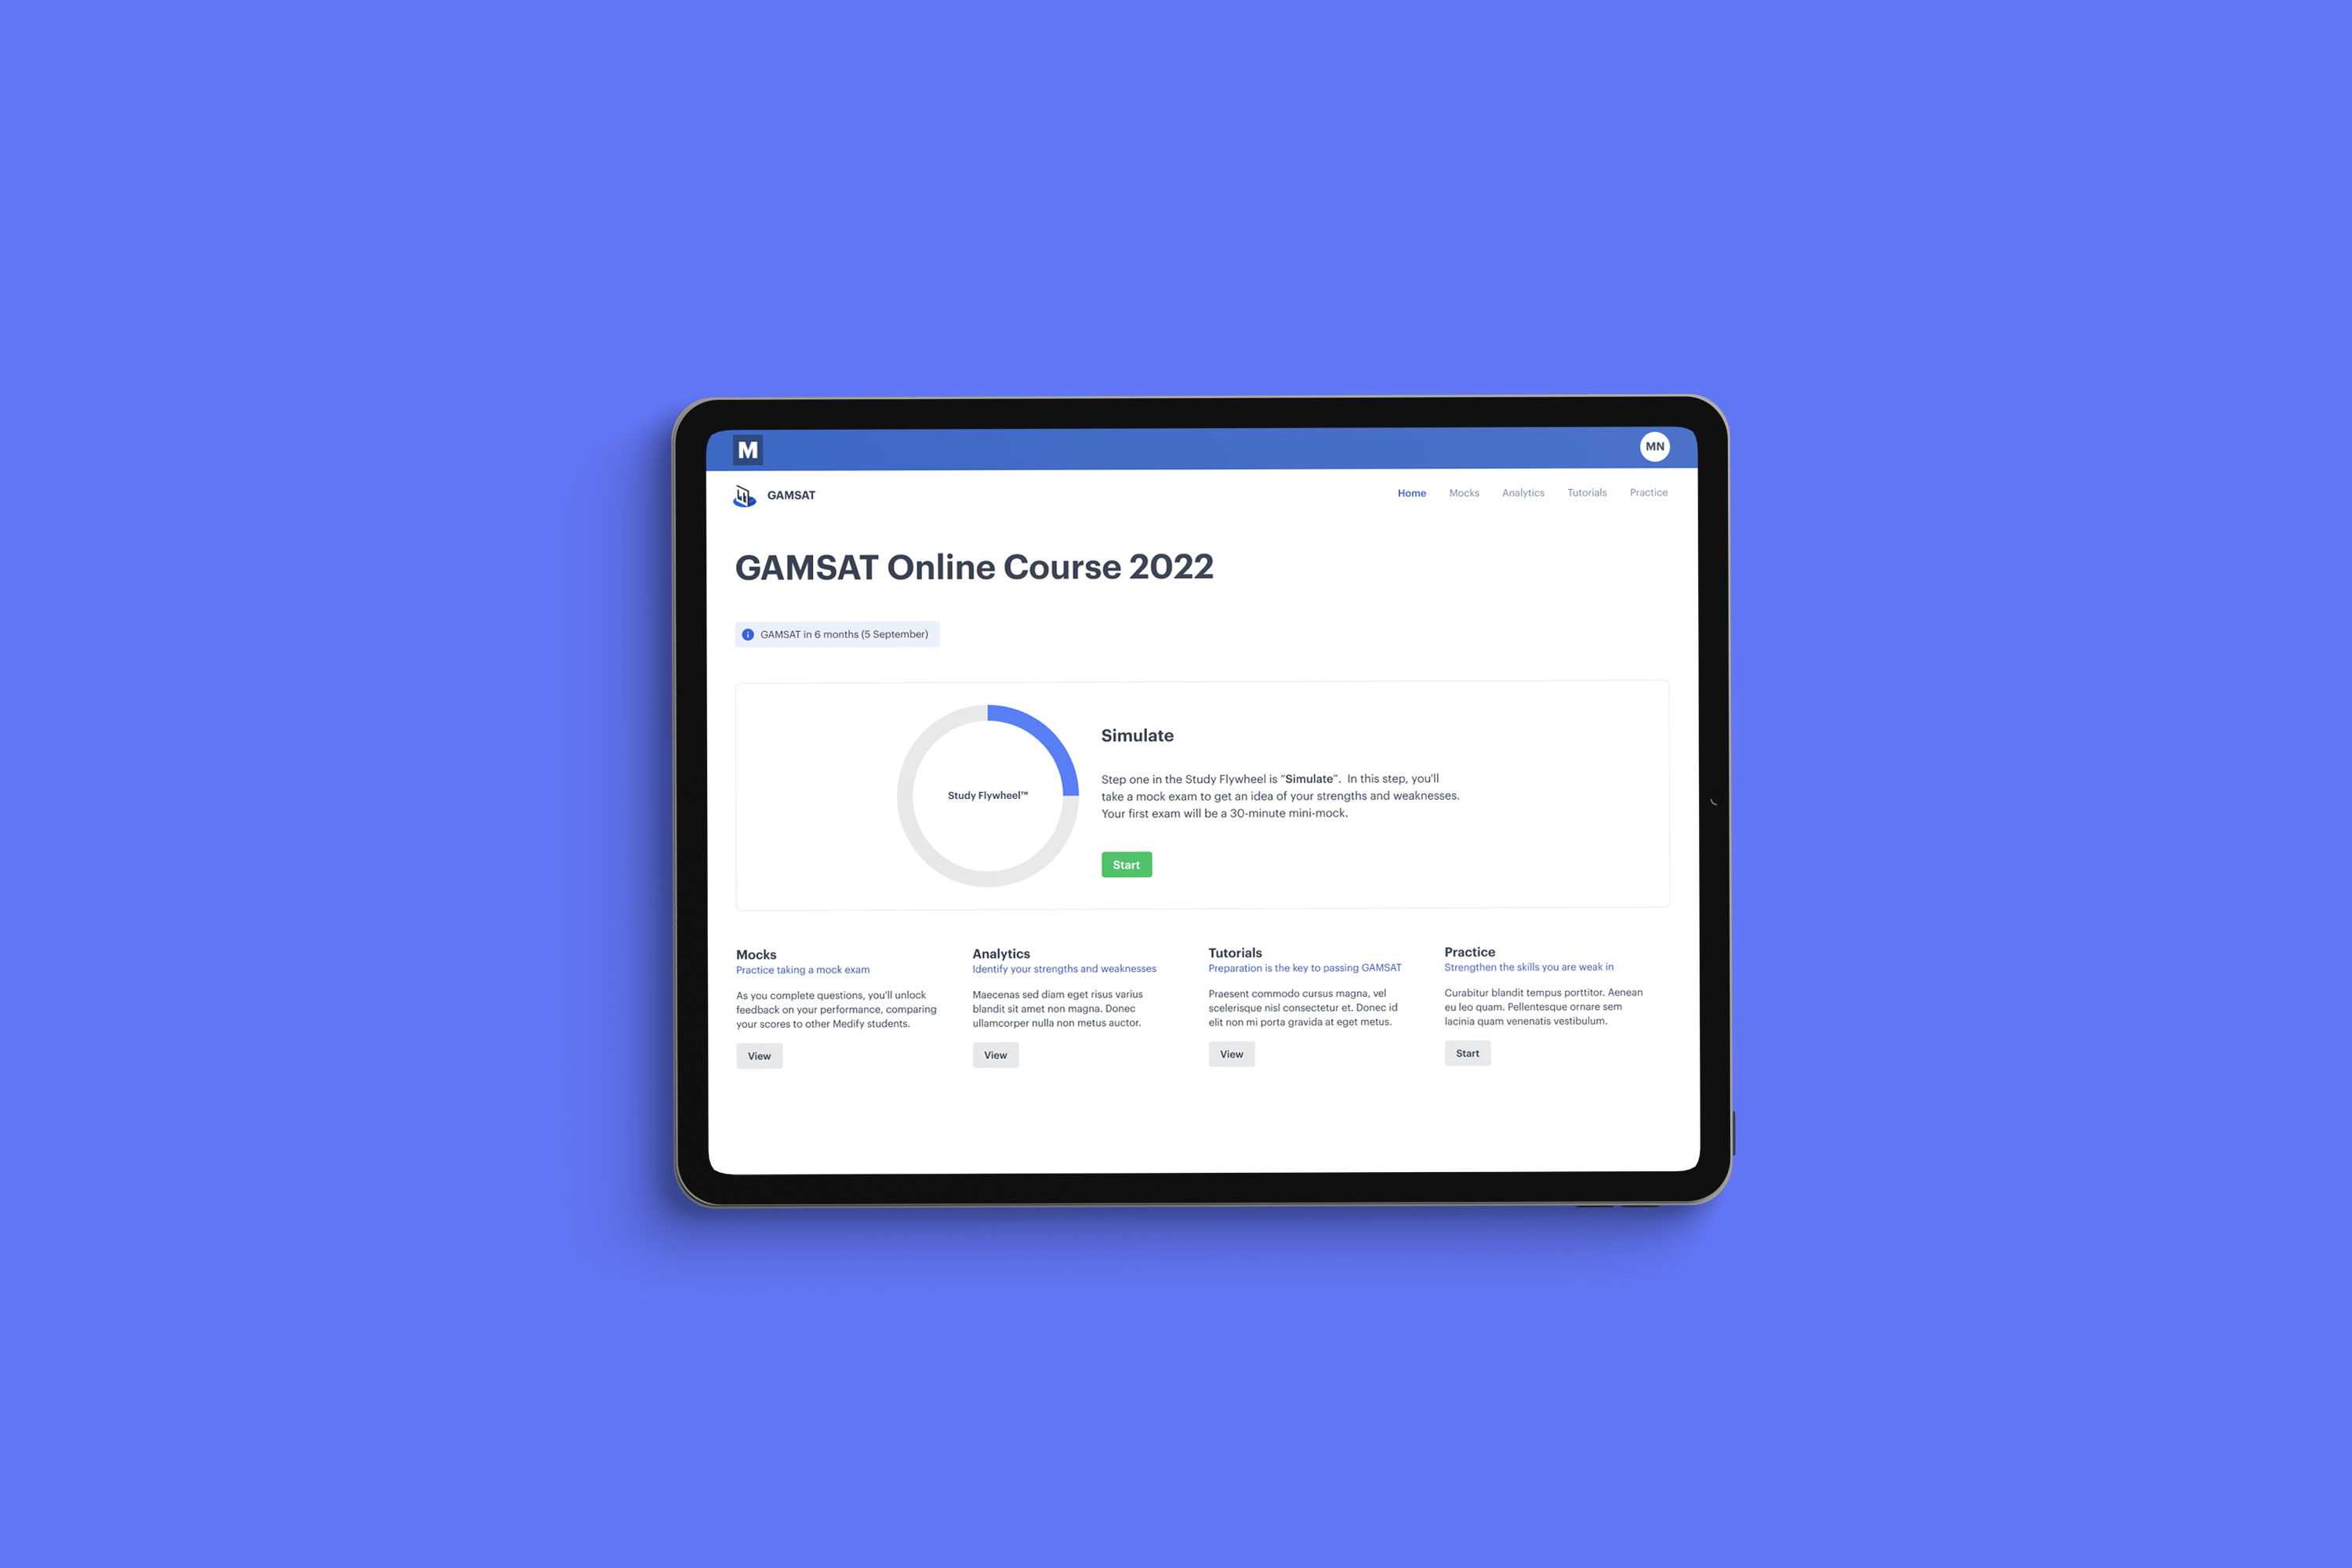 M
MN
GAMSAT
Home Mocks Analytics Tutorials Practice
GAMSAT Online Course 2022
GAMSAT in 6 months (5 September)
Study Flywheel™
Simulate
Step one in the Study Flywheel is “Simulate”. In this step, you'll
take a mock exam to get an idea of your strengths and weaknesses.
Your first exam will be a 30-minute mini-mock.
Start
Mocks
Practice taking a mock exam
As you complete questions, you'll unlock
feedback on your performance, comparing
your scores to other Medify students.
View
Analytics
Identify your strengths and weaknesses
Maecenas sed diam eget risus varius
blandit sit amet non magna. Donec
ullamcorper nulla non metus auctor.
View
Tutorials
Preparation is the key to passing GAMSAT
Praesent commodo cursus magna, vel
scelerisque nisl consectetur et. Donec id
elit non mi porta gravida at eget metus.
View
Practice
Strengthen the skills you are weak in
Curabitur blandit tempus porttitor. Aenean
eu leo quam. Pellentesque ornare sem
lacinia quam venenatis vestibulum.
Start